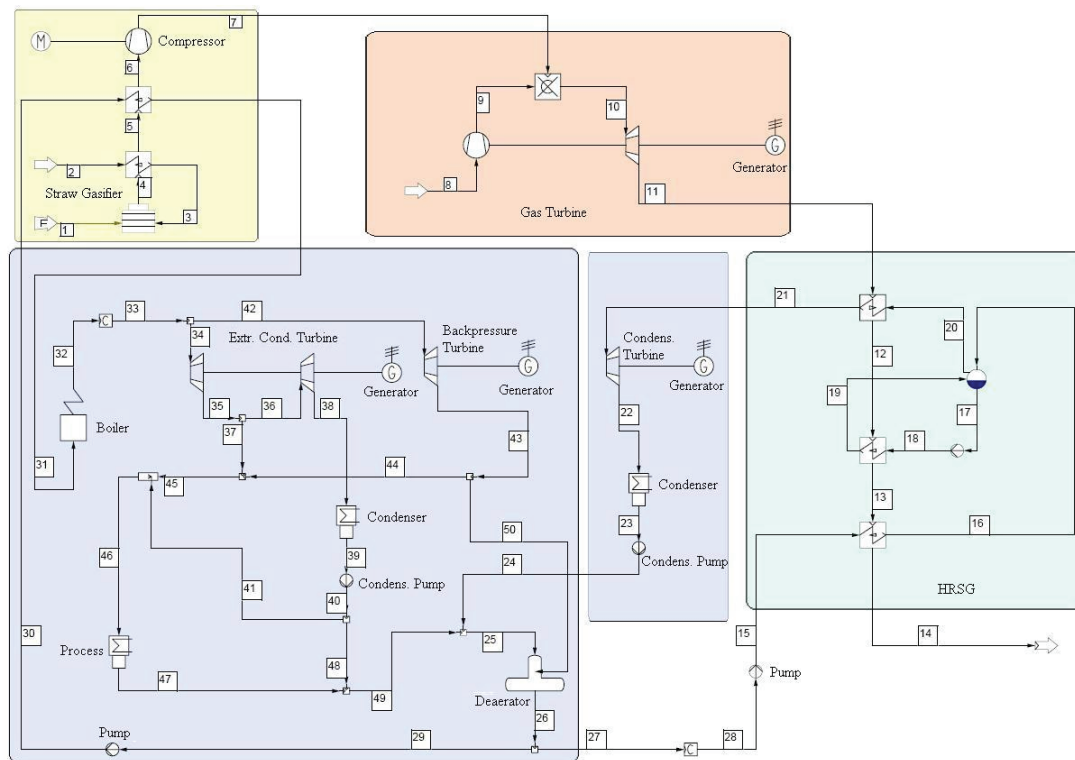 7
M
Compressor
6
5
2
4
Straw Gasifier
3
E
1
9
10
G
Generator
8
11
Gas Turbine
33
42
C
34
Extr. Cond. Turbine
Backpressure
Turbine
32
G
Generator
G
Generator
35
36
38
37
Boiler
43
31
44
45
Condenser
50
46
39
41
Condens. Pump
40
30
Process
48
25
47
49
Deaerator
26
Pump
29
27
C
28
21
Condens.
Turbine
G
Generator
22
Condenser
23
24
Condens. Pump
20
12
19
17
18
13
16
HRSG
15
14
Pump